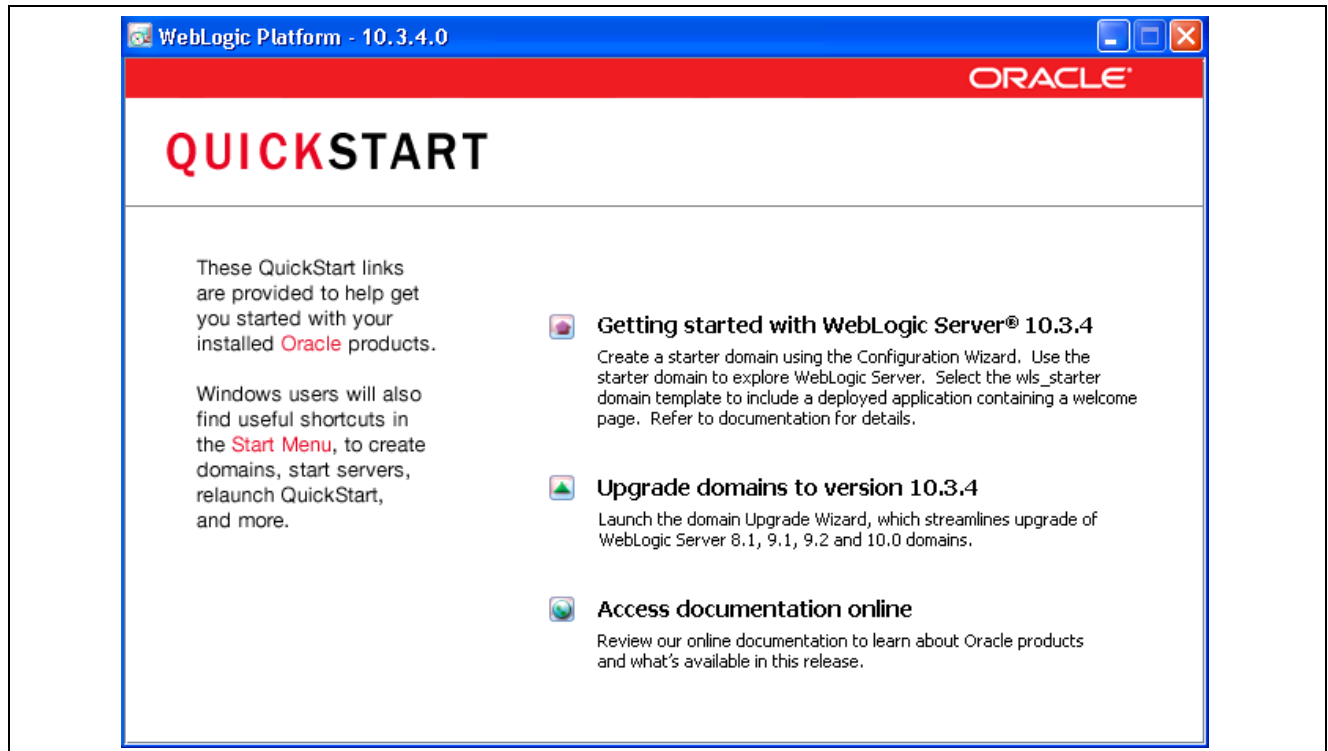 WebLogic Platform - 10.3.4.0
ORACLE
QUICKSTART
These QuickStart links
are provided to help get
you started with your
installed Oracle products.
Windows users will also
find useful shortcuts in
the Start Menu, to create
domains, start servers,
relaunch QuickStart,
and more.
Getting started with WebLogic Server® 10.3.4
Create a starter domain using the Configuration Wizard. Use the
starter domain to explore WebLogic Server. Select the wls_starter
domain template to include a deployed application containing a welcome
page. Refer to documentation for details.
Upgrade domains to version 10.3.4
Launch the domain Upgrade Wizard, which streamlines upgrade of
WebLogic Server 8.1, 9.1, 9.2 and 10.0 domains.
Access documentation online
Review our online documentation to learn about Oracle products
and what's available in this release.